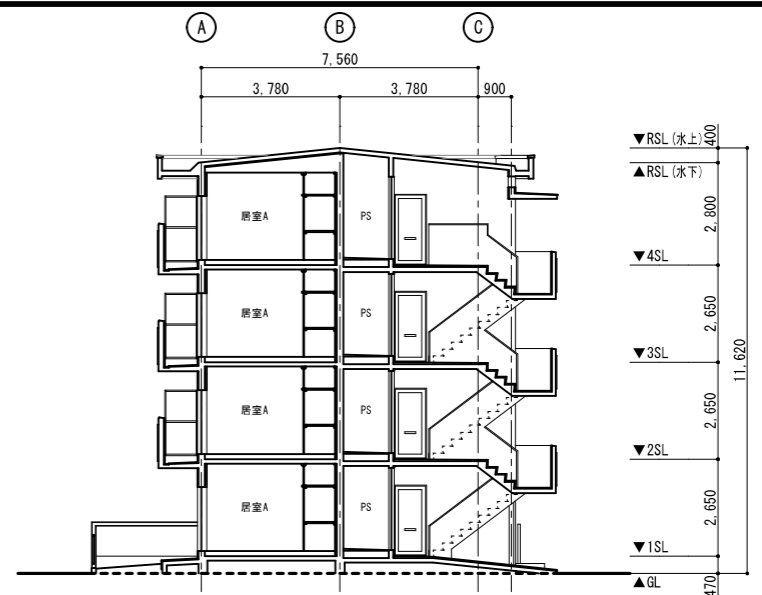 A B C
7,560
3,780 3,780 900
▼RSL(水上)
400
▲RSL(水下)
居室A PS
2,800
▼4SL
居室A PS
2,650
▼3SL
11,620
居室A PS
2,650
▼2SL
居室A PS
2,650
▼1SL
▲GL
470